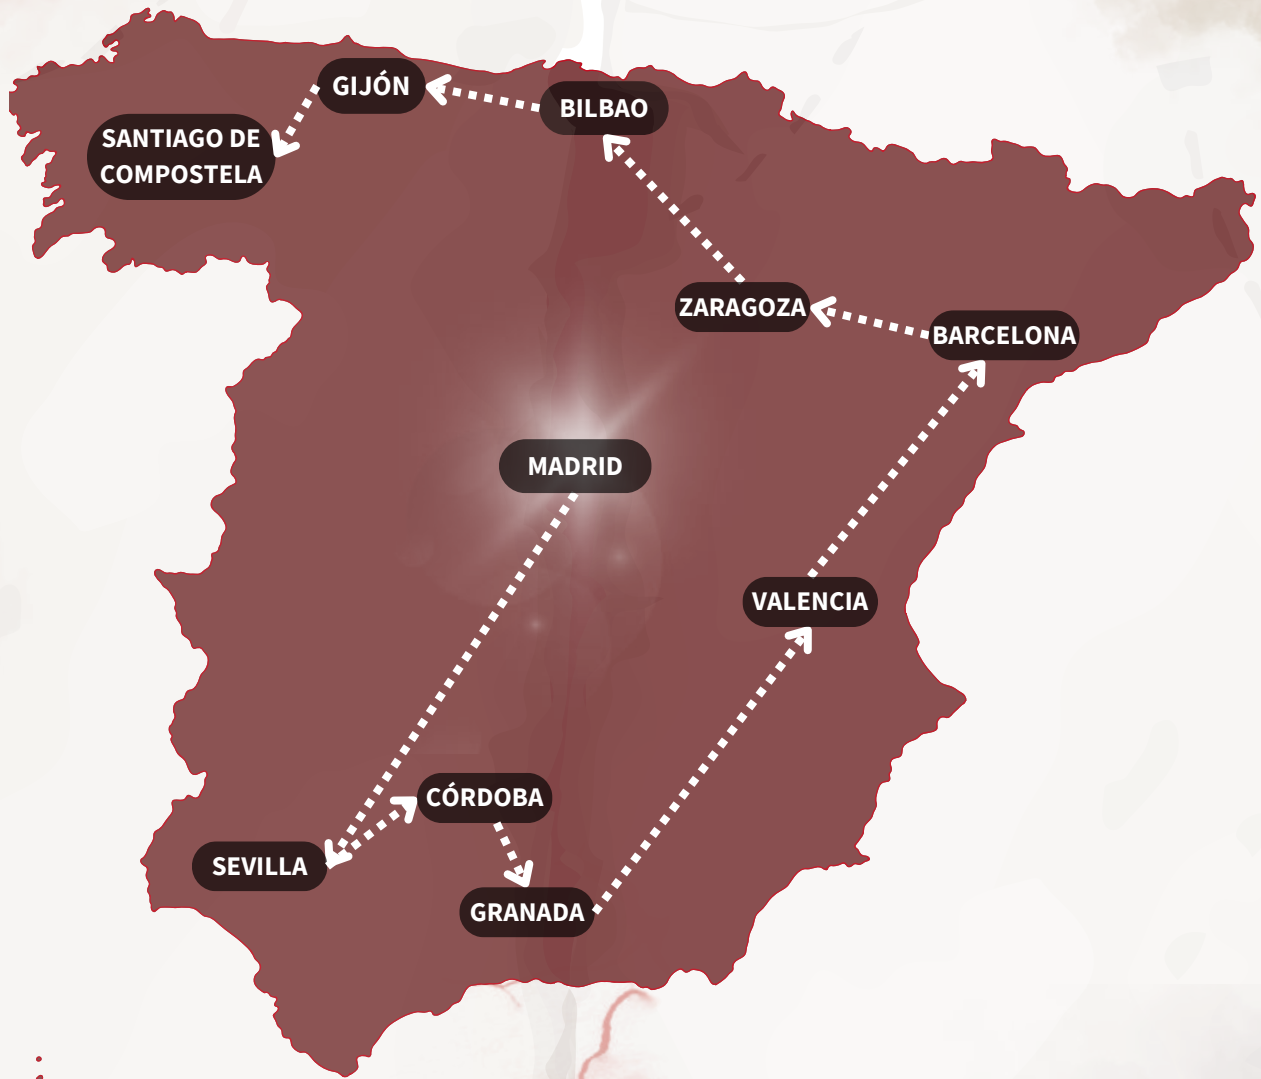 GIJÓN
BILBAO
SANTIAGO DE
COMPOSTELA
ZARAGOZA
BARCELONA
MADRID
VALENCIA
CÓRDOBA
SEVILLA
GRANADA